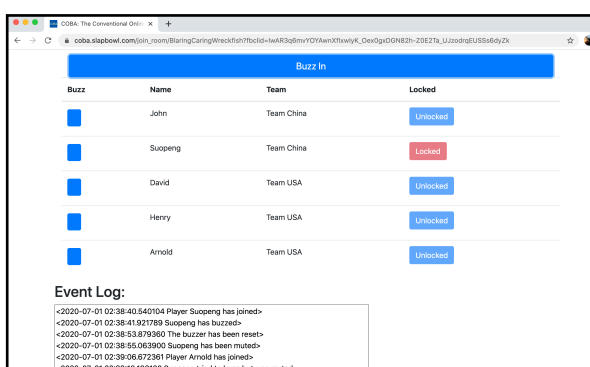 COBA: The Conventional Onlin
coba.slapbowl.com/join_room/BlaringCaringWreckfish?fbclid=
Buzz In
Buzz Name Team Locked
John Team China Unlocked
Suopeng Team China Locked
David Team USA Unlocked
Henry Team USA Unlocked
Arnold Team USA Unlocked
Event Log:
<2020-07-01 02:38:40.540104 Player Suopeng has joined>
<2020-07-01 02:38:41.921789 Suopeng has buzzed>
<2020-07-01 02:38:53.879360 The buzzer has been reset>
<2020-07-01 02:38:55.063900 Suopeng has been muted>
<2020-07-01 02:39:06.672361 Player Arnold has joined>